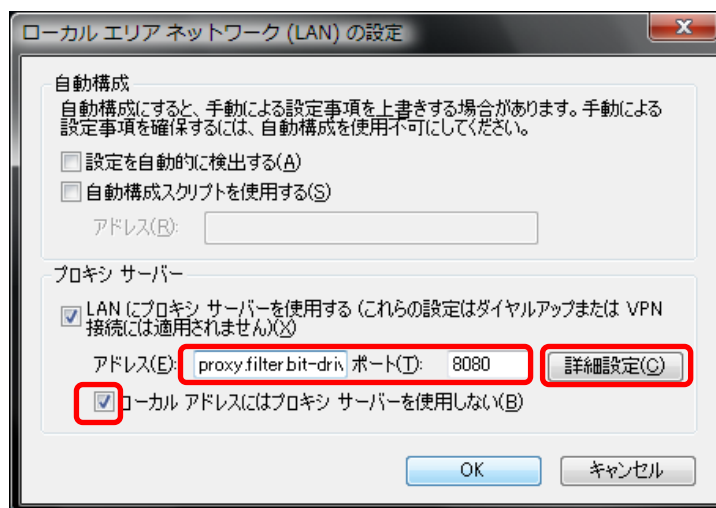 ローカル エリア ネットワーク (LAN) の設定
自動構成
自動構成にすると、手動による設定事項を上書きする場合があります。手動による
設定事項を確保するには、自動構成を使用不可にしてください。
設定を自動的に検出する(A)
自動構成スクリプトを使用する(S)
アドレス(R):
プロキシ サーバー
LAN にプロキシ サーバーを使用する (これらの設定はダイヤルアップまたは VPN
接続には適用されません)(X)
アドレス(E): proxy.filter.bit-driv ポート(T): 8080 詳細設定(C)
ローカル アドレスにはプロキシ サーバーを使用しない(B)
OK キャンセル